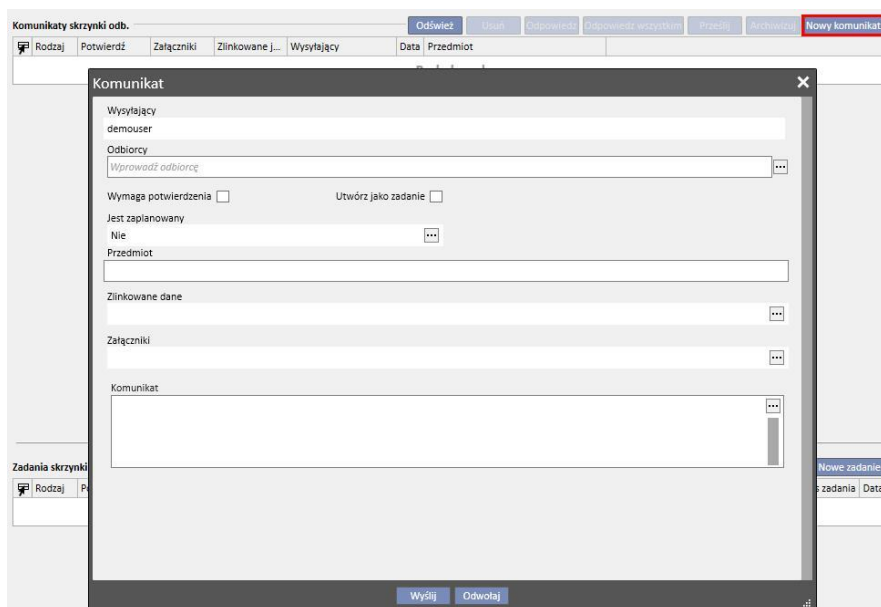 Komunikaty skrzynki odb.
Odśwież Usuń Odpowiedz Odpowiedz wszystkim Prześlij Archiwizuj Nowy komunikat
Rodzaj Potwierdź Załączniki Zlinkowane j... Wysyłający Data Przedmiot
Komunikat
Wysyłający
demouser
Odbiorcy
Wprowadź odbiorcę
...
Wymaga potwierdzenia Utwórz jako zadanie
Jest zaplanowany
Nie ...
Przedmiot
Zlinkowane dane
...
Załączniki
...
Komunikat
...
Zadania skrzynki Nowe zadanie
Rodzaj s zadania Data
Wyślij Odwołaj